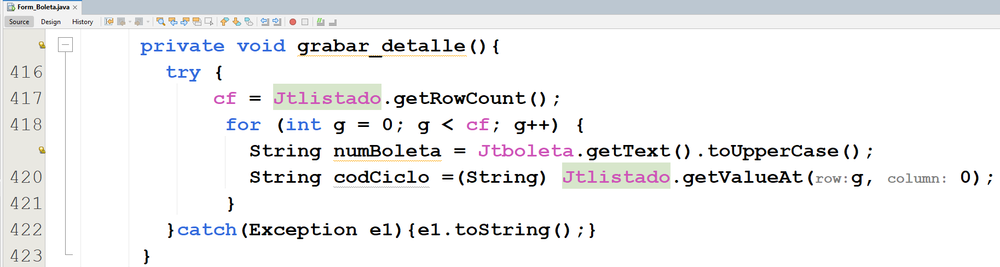 Form_Boleta.java ×
Source Design History
private void grabar_detalle(){
416 try {
417 cf = Jtlistado.getRowCount();
418 for (int g = 0; g < cf; g++) {
String numBoleta = Jtboleta.getText().toUpperCase();
420 String codCiclo =(String) Jtlistado.getValueAt(row:g, column: 0);
421 }
422 }catch(Exception e1){e1.toString();}
423 }